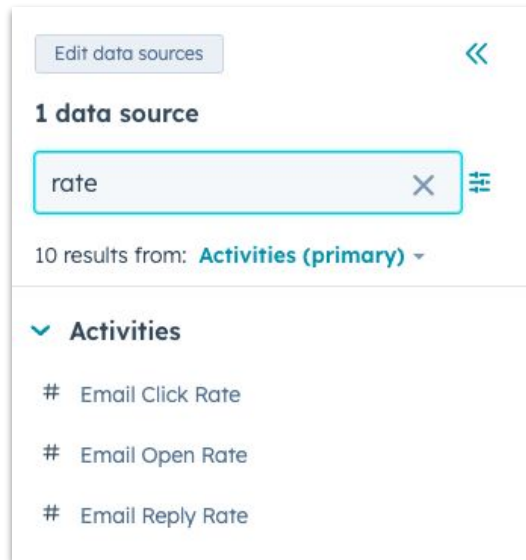 Edit data sources
1 data source
rate
10 results from: Activities (primary)
Activities
# Email Click Rate
# Email Open Rate
# Email Reply Rate